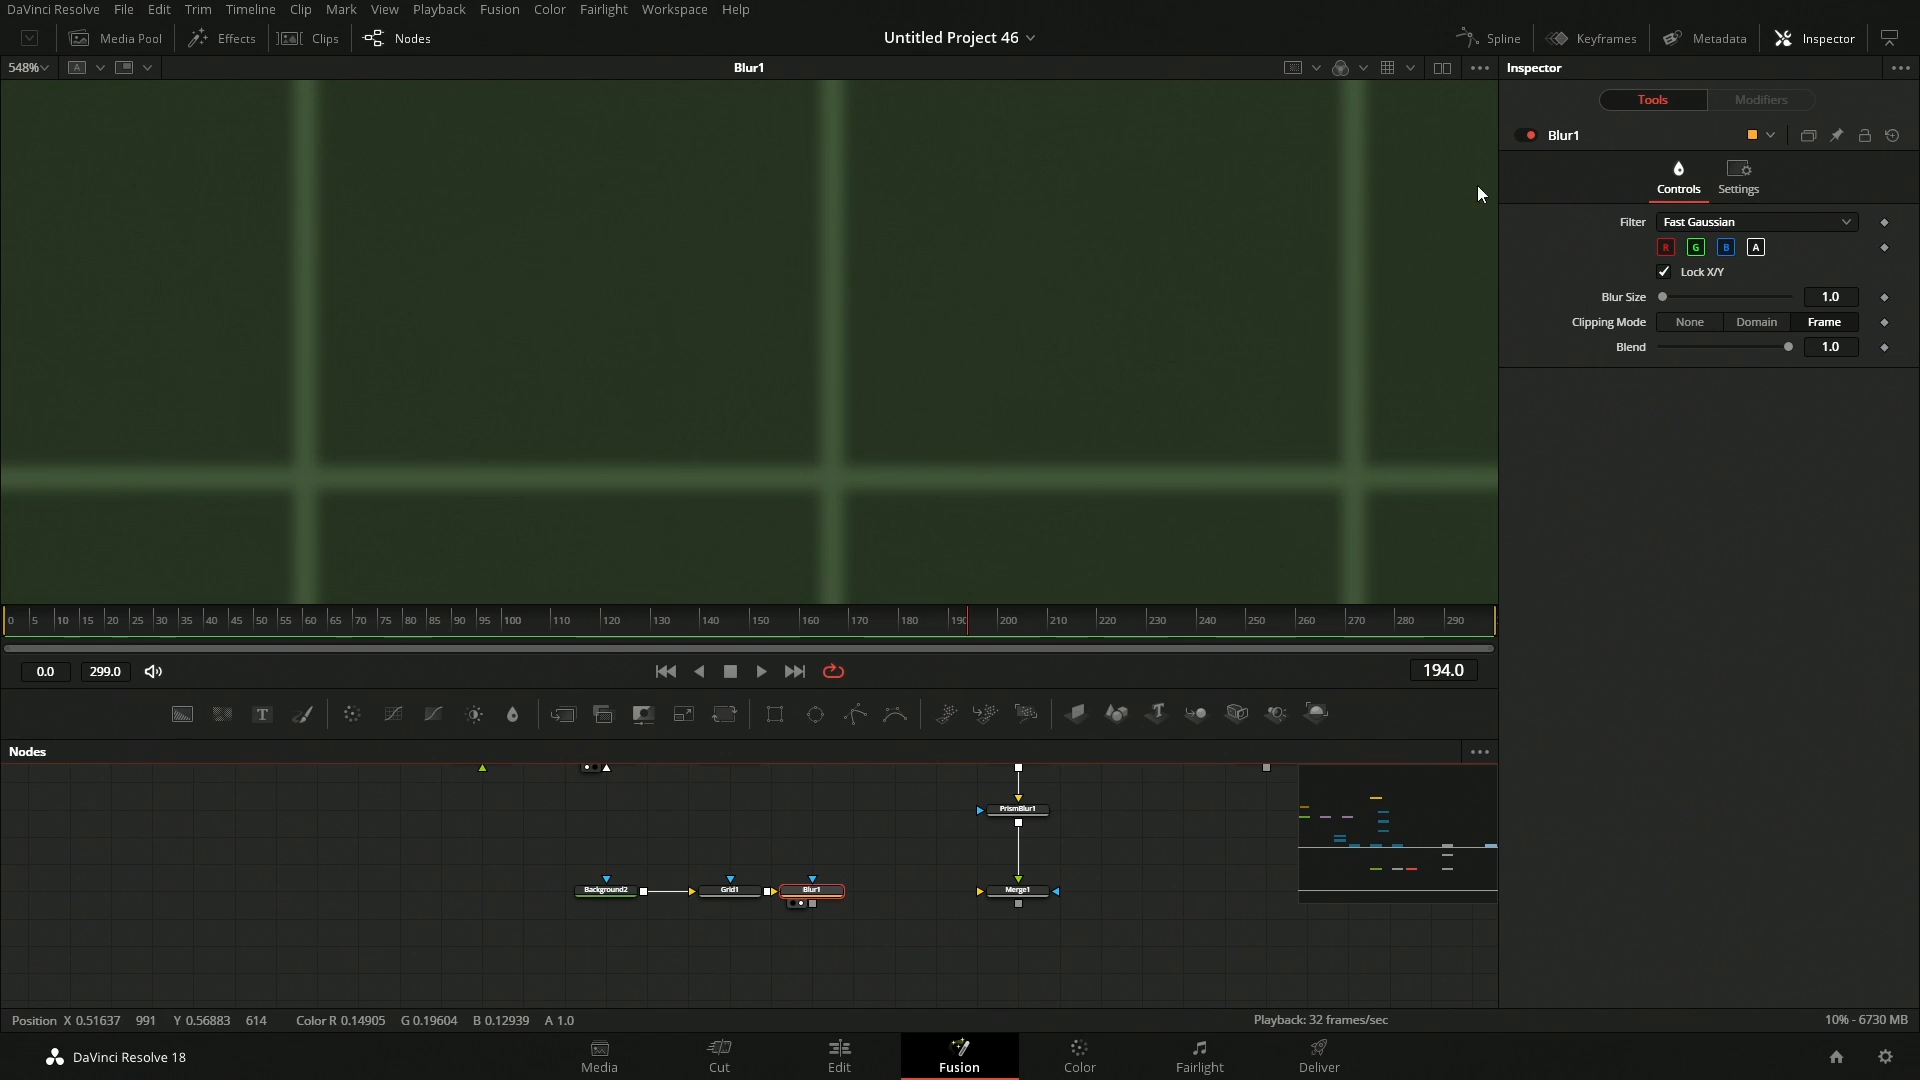 DaVinci Resolve File Edit Trim Timeline Clip Mark View Playback Fusion Color Fairlight Workspace Help
Media Pool Effects Clips Nodes Untitled Project 46 Spline Keyframes Metadata Inspector
548% A Blur1 Inspector
Tools Modifiers
Blur1
Controls Settings
Filter Fast Gaussian
R G B A
Lock X/Y
Blur Size 1.0
Clipping Mode None Domain Frame
Blend 1.0
0 5 10 15 20 25 30 35 40 45 50 55 60 65 70 75 80 85 90 95 100 110 120 130 140 150 160 170 180 190 200 210 220 230 240 250 260 270 280 290
0.0 299.0 194.0
T
Nodes
PrismBlur1
Background2 Grid1 Blur1 Merge1
Position X 0.51637 991 Y 0.56883 614 Color R 0.14905 G 0.19604 B 0.12939 A 1.0 Playback: 32 frames/sec 10% - 6730 MB
DaVinci Resolve 18 Media Cut Edit Fusion Color Fairlight Deliver